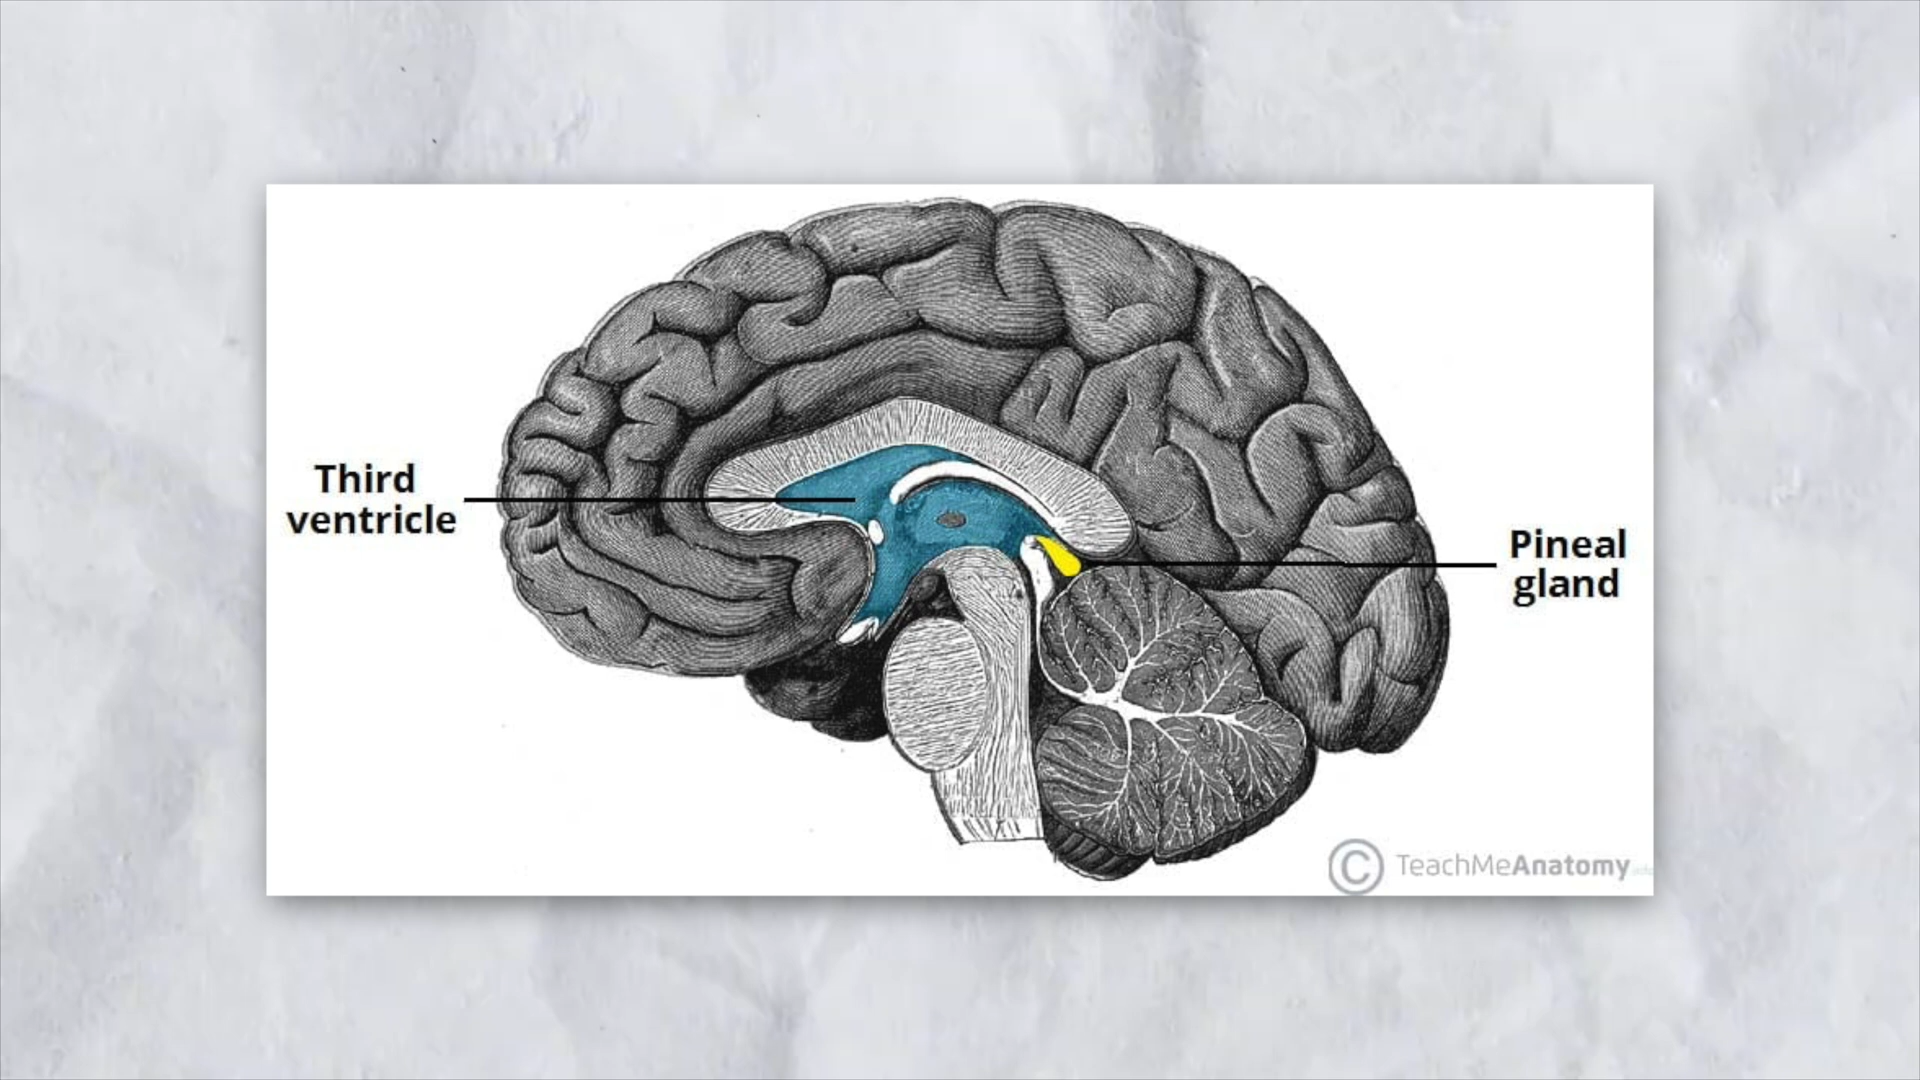 Third
ventricle
Pineal
gland
© TeachMeAnatomy